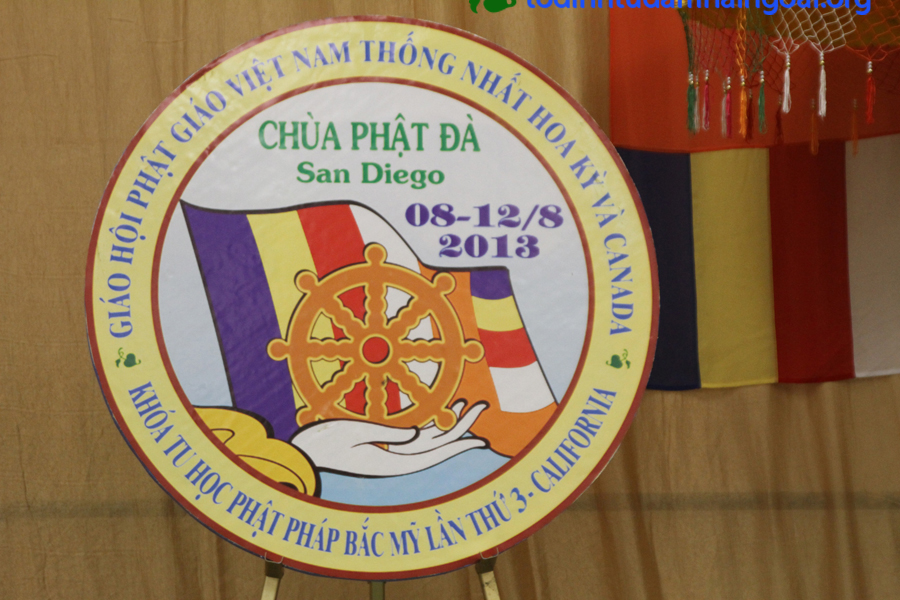 GIÁO HỘI PHẬT GIÁO VIỆT NAM THỐNG NHẤT HOA KỲ VÀ CANADA
CHÙA PHẬT ĐÀ
San Diego
08-12/8
2013
KHÓA TU HỌC PHẬT PHÁP BẮC MỸ LẦN THỨ 3 - CALIFORNIA